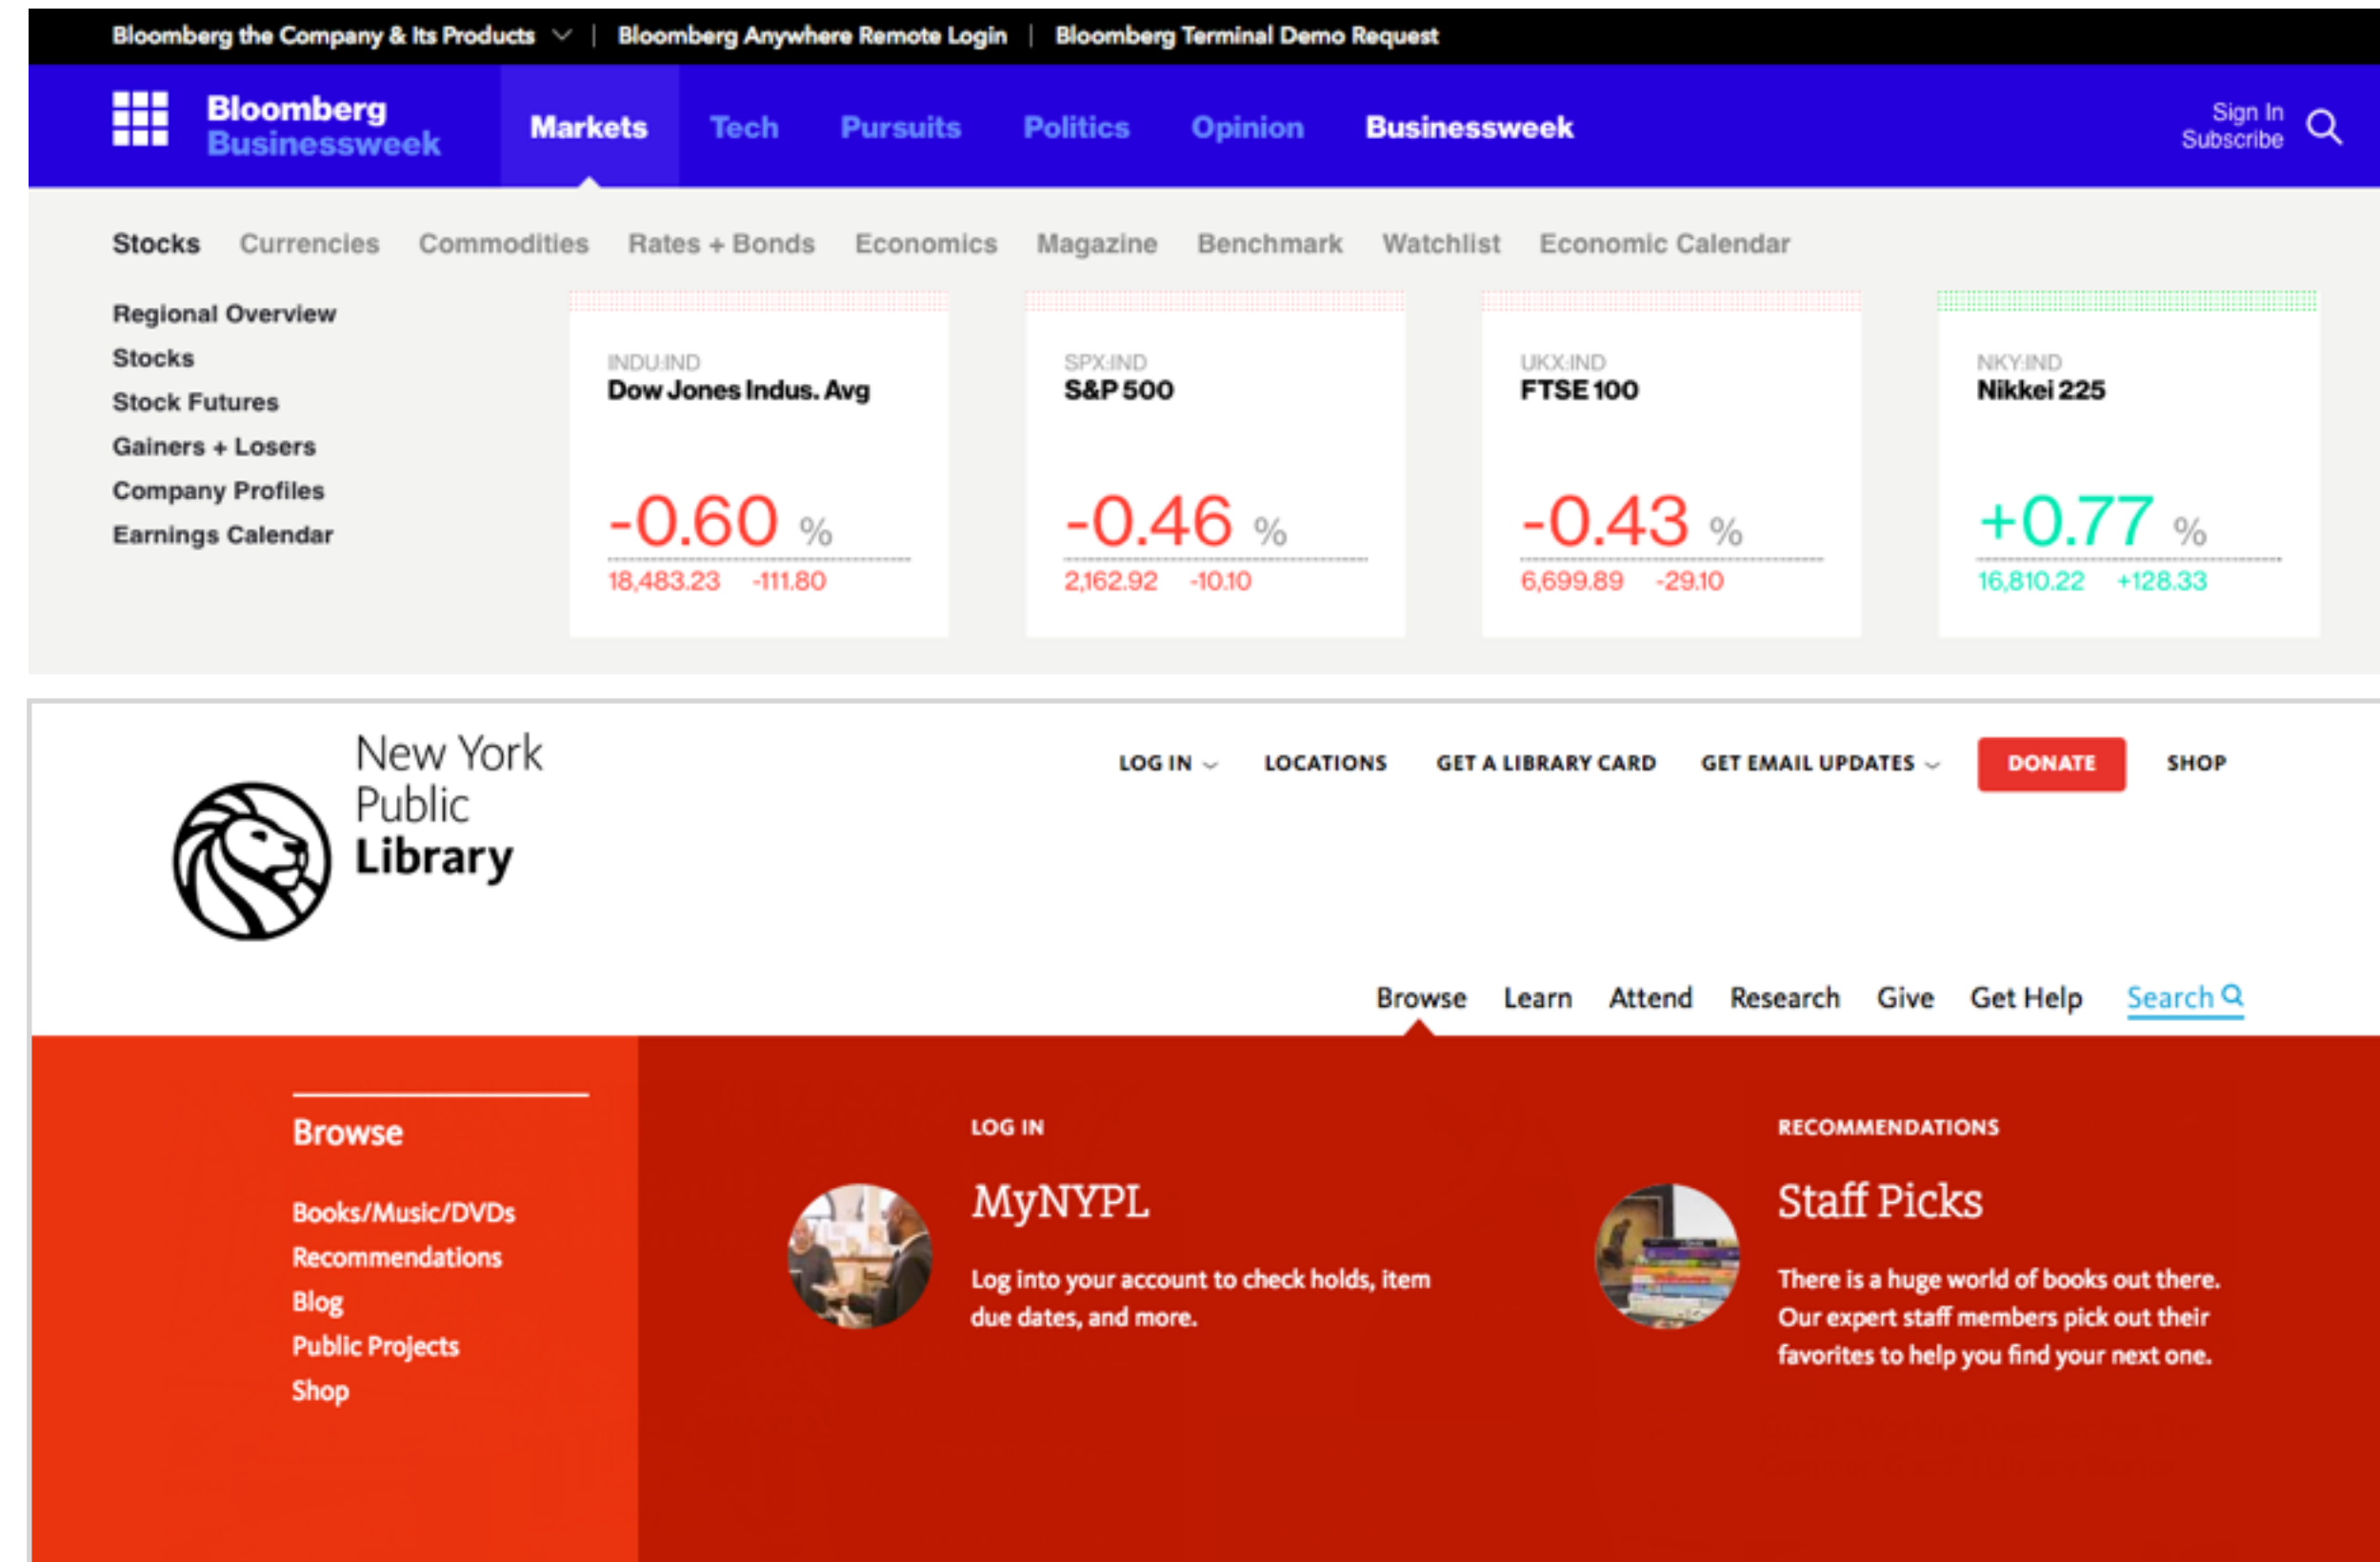 Bloomberg the Company & Its Products | Bloomberg Anywhere Remote Login | Bloomberg Terminal Demo Request
Bloomberg
Businessweek
Markets Tech Pursuits Politics Opinion Businessweek
Sign In
Subscribe
Stocks Currencies Commodities Rates + Bonds Economics Magazine Benchmark Watchlist Economic Calendar
Regional Overview
Stocks
Stock Futures
Gainers + Losers
Company Profiles
Earnings Calendar
INDU:IND
Dow Jones Indus. Avg
-0.60 %
18,483.23 -111.80
SPX:IND
S&P 500
-0.46 %
2,162.92 -10.10
UKX:IND
FTSE 100
-0.43 %
6,699.89 -29.10
NKY:IND
Nikkei 225
+0.77 %
16,810.22 +128.33
New York
Public
Library
LOG IN LOCATIONS GET A LIBRARY CARD GET EMAIL UPDATES DONATE SHOP
Browse Learn Attend Research Give Get Help Search
Browse
Books/Music/DVDs
Recommendations
Blog
Public Projects
Shop
LOG IN
MyNYPL
Log into your account to check holds, item
due dates, and more.
RECOMMENDATIONS
Staff Picks
There is a huge world of books out there.
Our expert staff members pick out their
favorites to help you find your next one.